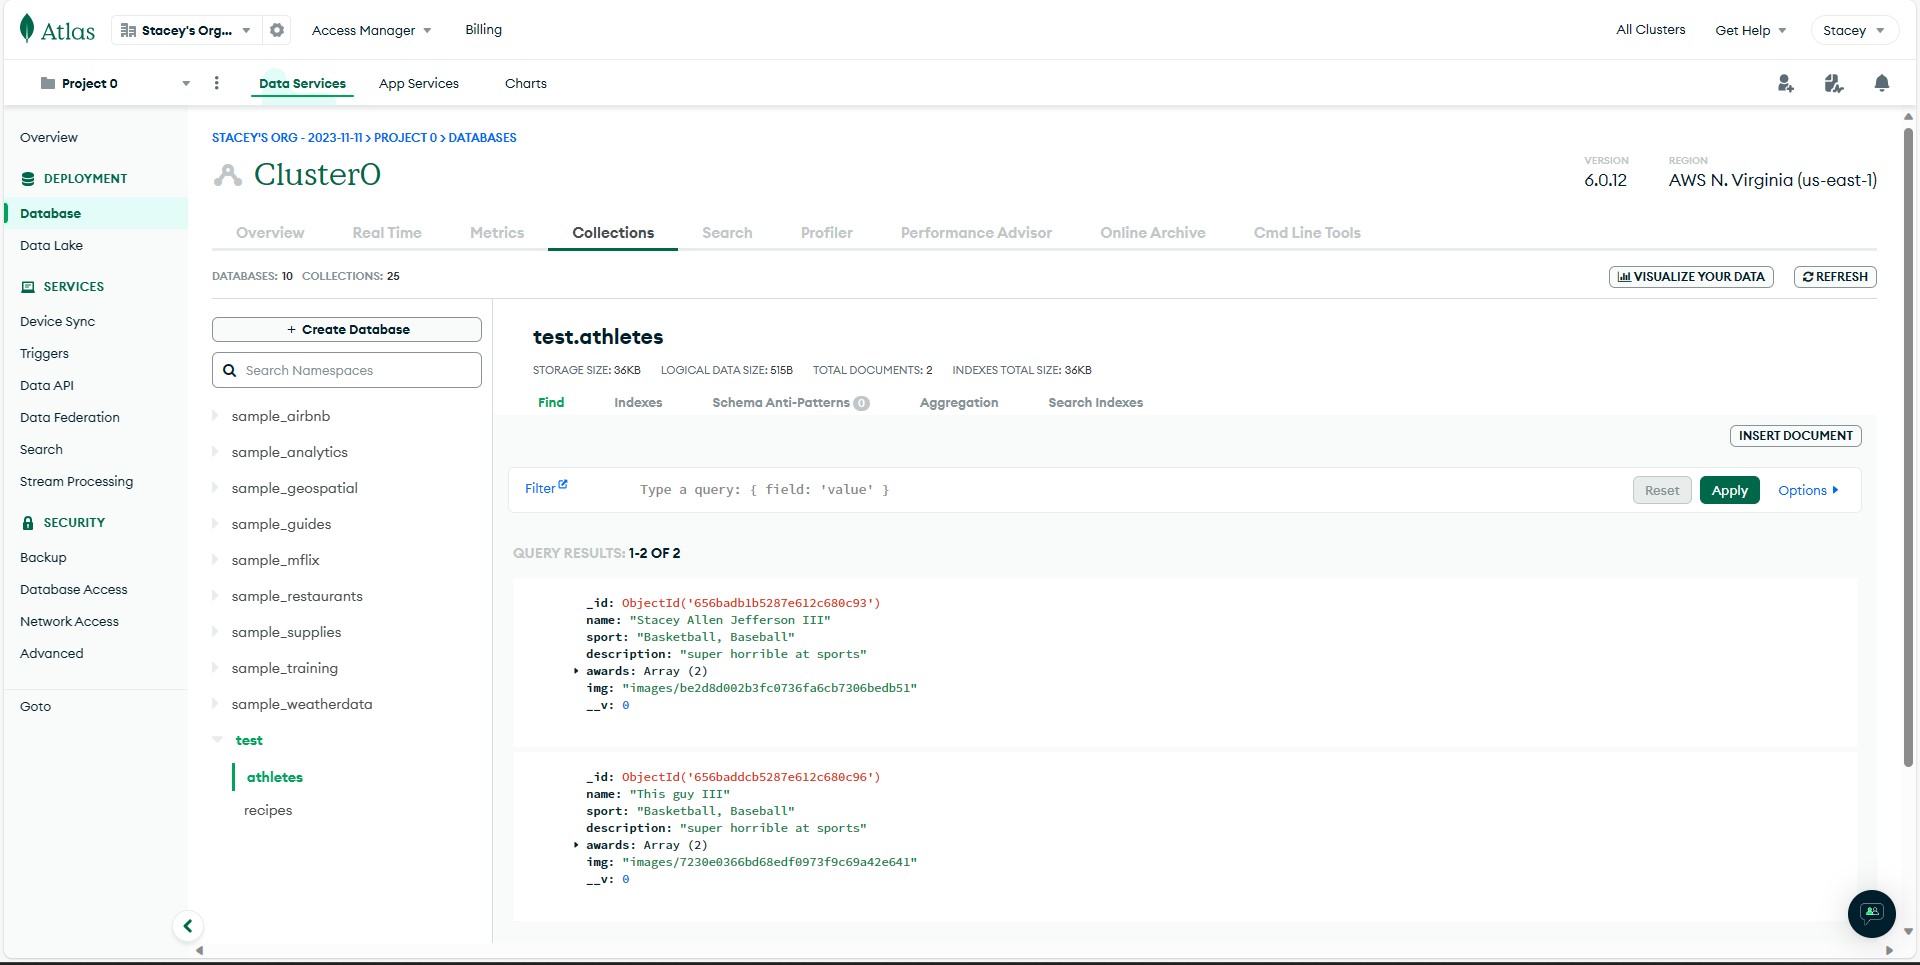 Atlas
Stacey's Org...
Access Manager
Billing
All Clusters
Get Help
Stacey
Project 0
Data Services
App Services
Charts
Overview
DEPLOYMENT
Database
Data Lake
SERVICES
Device Sync
Triggers
Data API
Data Federation
Search
Stream Processing
SECURITY
Backup
Database Access
Network Access
Advanced
Goto
STACEY'S ORG - 2023-11-11 > PROJECT 0 > DATABASES
Cluster0
VERSION
6.0.12
REGION
AWS N. Virginia (us-east-1)
Overview
Real Time
Metrics
Collections
Search
Profiler
Performance Advisor
Online Archive
Cmd Line Tools
DATABASES: 10 COLLECTIONS: 25
VISUALIZE YOUR DATA
REFRESH
+ Create Database
Search Namespaces
sample_airbnb
sample_analytics
sample_geospatial
sample_guides
sample_mflix
sample_restaurants
sample_supplies
sample_training
sample_weatherdata
test
athletes
recipes
test.athletes
STORAGE SIZE: 36KB LOGICAL DATA SIZE: 515B TOTAL DOCUMENTS: 2 INDEXES TOTAL SIZE: 36KB
Find
Indexes
Schema Anti-Patterns 0
Aggregation
Search Indexes
INSERT DOCUMENT
Filter
Type a query: { field: 'value' }
Reset
Apply
Options
QUERY RESULTS: 1-2 OF 2
_id: ObjectId('656badb1b5287e612c680c93')
name: "Stacey Allen Jefferson III"
sport: "Basketball, Baseball"
description: "super horrible at sports"
awards: Array (2)
img: "images/be2d8d002b3fc0736fa6cb7306bedb51"
__v: 0
_id: ObjectId('656baddcb5287e612c680c96')
name: "This guy III"
sport: "Basketball, Baseball"
description: "super horrible at sports"
awards: Array (2)
img: "images/7230e0366bd68edf0973f9c69a42e641"
__v: 0